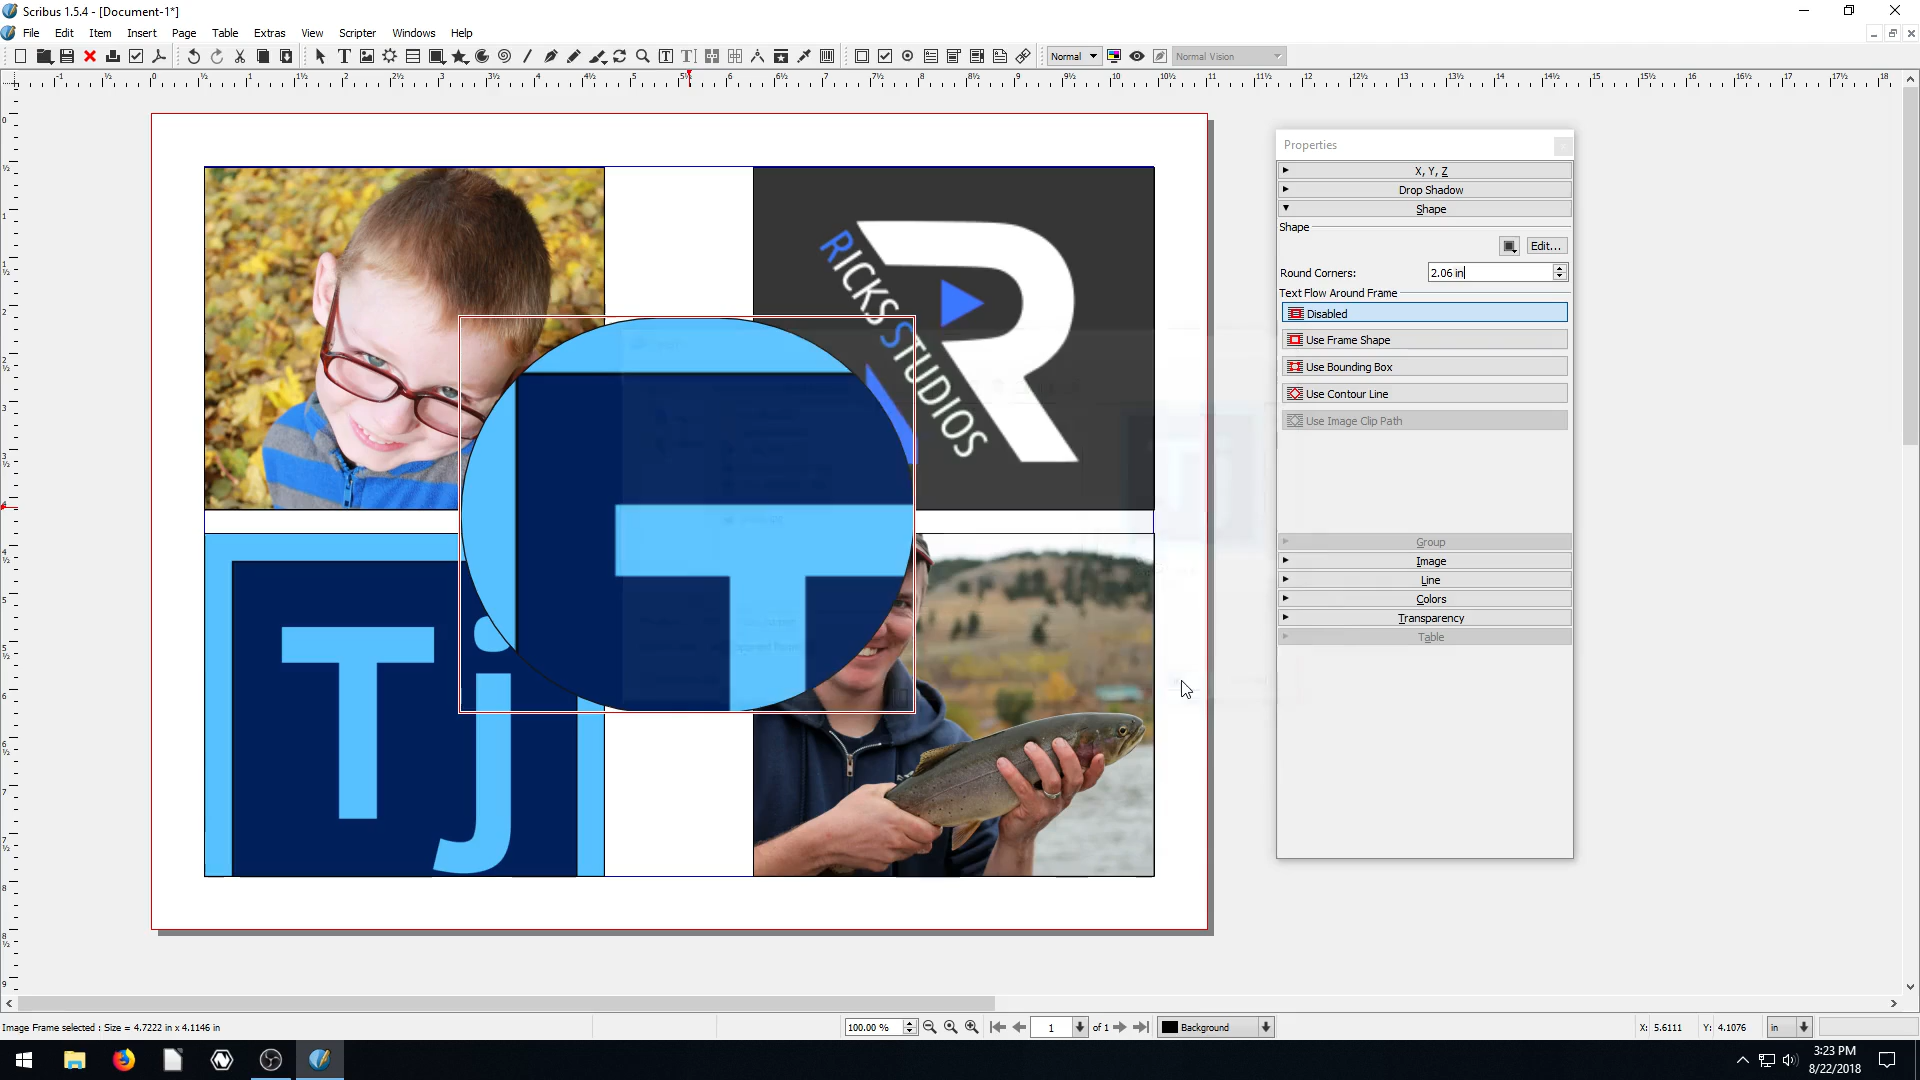 Scribus 1.5.4 - [Document-1*]
File Edit Item Insert Page Table Extras View Scripter Windows Help
Normal Normal Vision
Properties
X, Y, Z
Drop Shadow
Shape
Shape
Edit...
Round Corners: 2.06 in
Text Flow Around Frame
Disabled
Use Frame Shape
Use Bounding Box
Use Contour Line
Use Image Clip Path
Group
Image
Line
Colors
Transparency
Table
RICKS STUDIOS
R
T
Tj
Image Frame selected : Size = 4.7222 in x 4.1146 in
100.00 % 1 of 1 Background X: 5.6111 Y: 4.1076 in
3:23 PM
8/22/2018